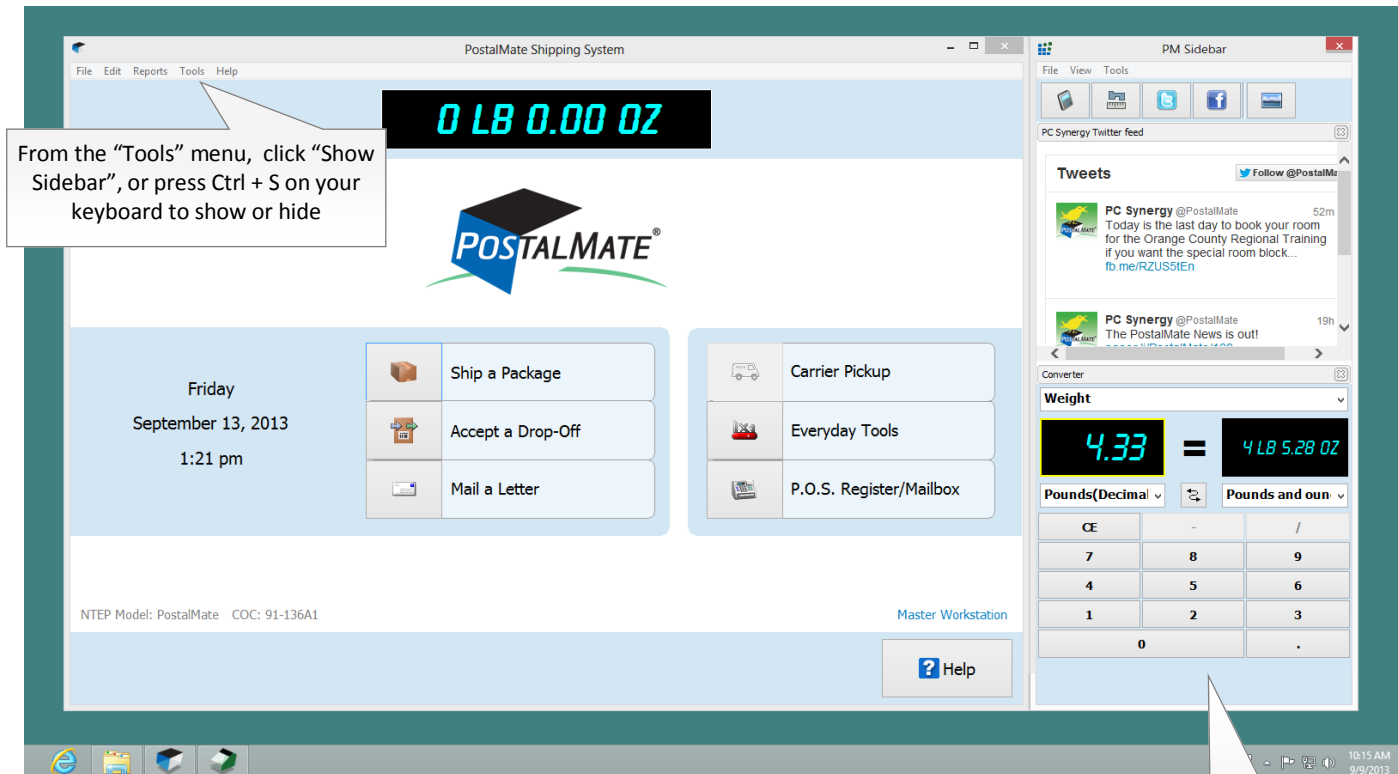 PostalMate Shipping System
File Edit Reports Tools Help
0 LB 0.00 OZ
From the “Tools” menu, click “Show
Sidebar”, or press Ctrl + S on your
keyboard to show or hide
POSTALMATE®
Friday
September 13, 2013
1:21 pm
Ship a Package
Accept a Drop-Off
Mail a Letter
Carrier Pickup
Everyday Tools
P.O.S. Register/Mailbox
NTEP Model: PostalMate COC: 91-136A1
Master Workstation
? Help
PM Sidebar
File View Tools
PC Synergy Twitter feed
Tweets
Follow @PostalMa
PC Synergy @PostalMate 52m
Today is the last day to book your room
for the Orange County Regional Training
if you want the special room block...
fb.me/RZUS5tEn
PC Synergy @PostalMate 19h
The PostalMate News is out!
Converter
Weight
4.33 = 4 LB 5.28 OZ
Pounds(Decimal
Pounds and oun
CE - /
7 8 9
4 5 6
1 2 3
0 .
10:15 AM
9/9/2013